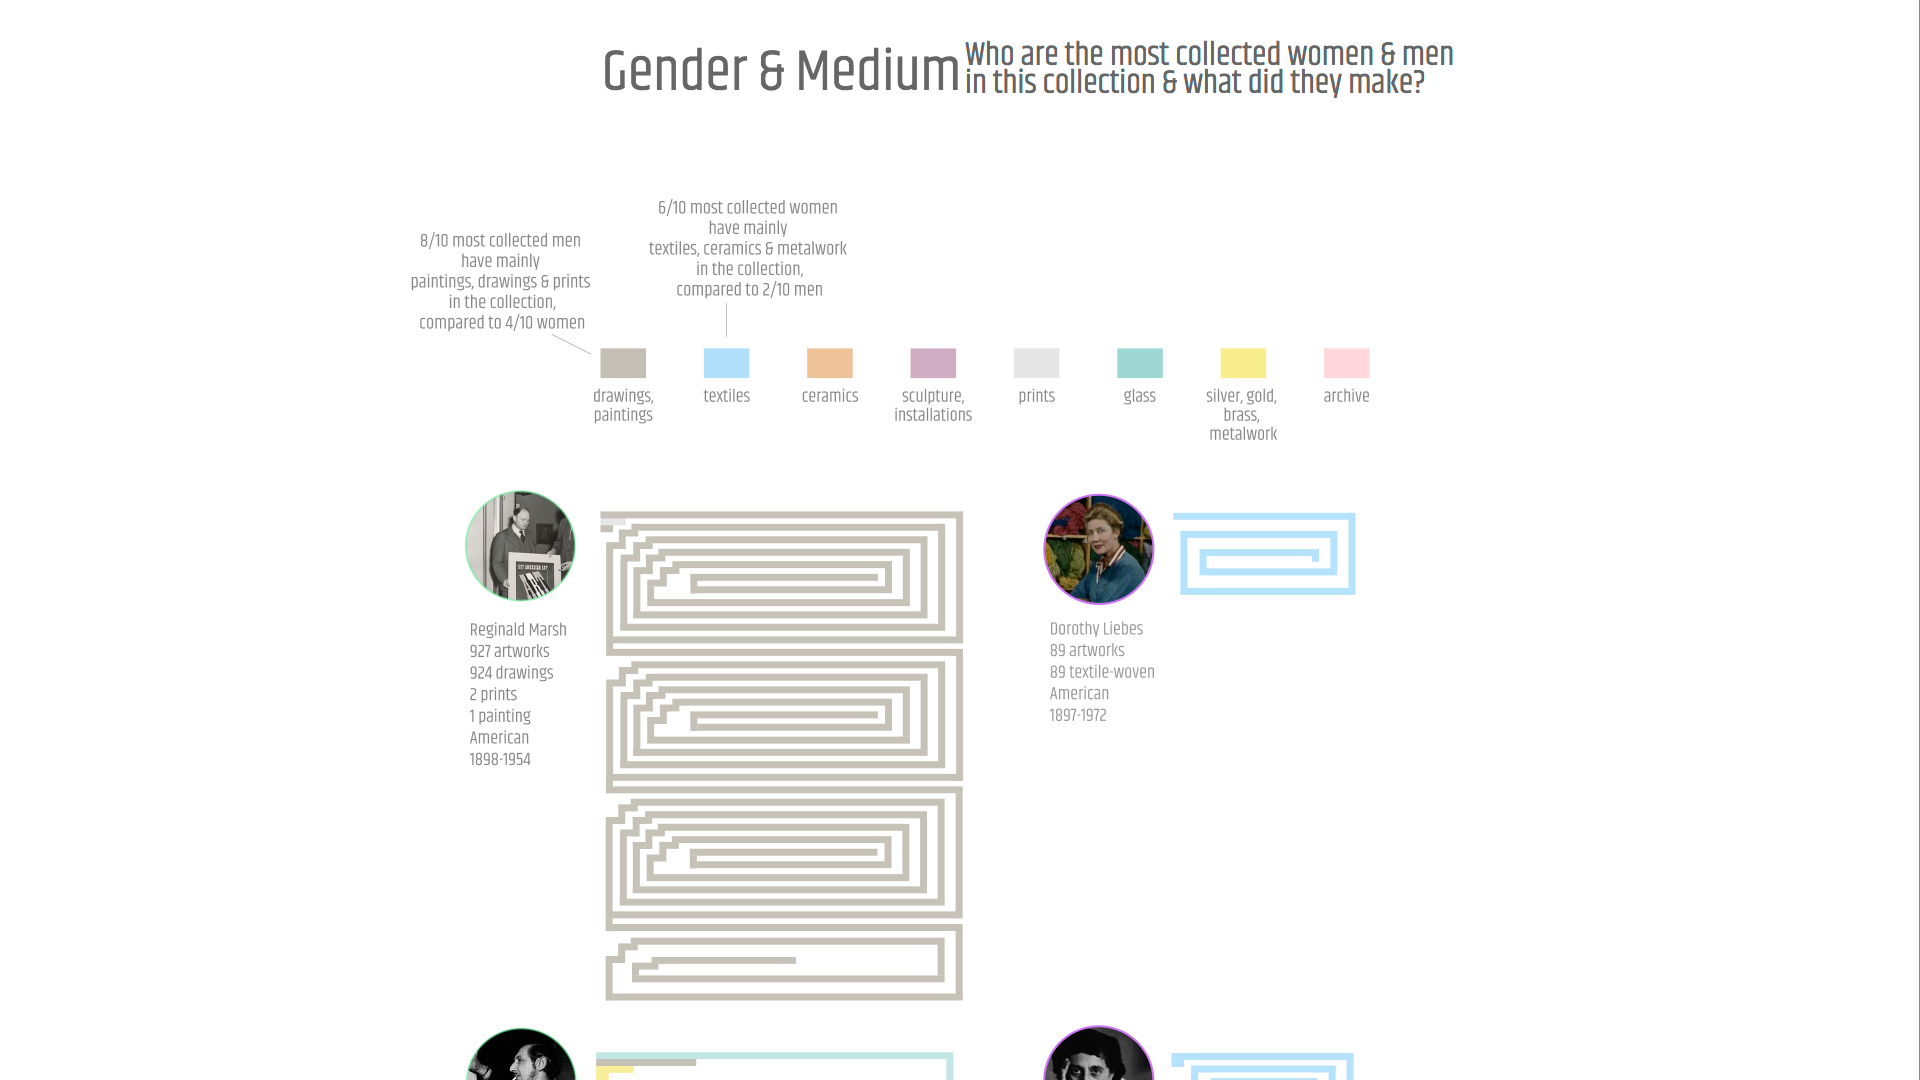 Gender & Medium
Who are the most collected women & men
in this collection & what did they make?
8/10 most collected men
have mainly
paintings, drawings & prints
in the collection,
compared to 4/10 women
6/10 most collected women
have mainly
textiles, ceramics & metalwork
in the collection,
compared to 2/10 men
drawings,
paintings
textiles
ceramics
sculpture,
installations
prints
glass
silver, gold,
brass,
metalwork
archive
Reginald Marsh
927 artworks
924 drawings
2 prints
1 painting
American
1898-1954
Dorothy Liebes
89 artworks
89 textile-woven
American
1897-1972